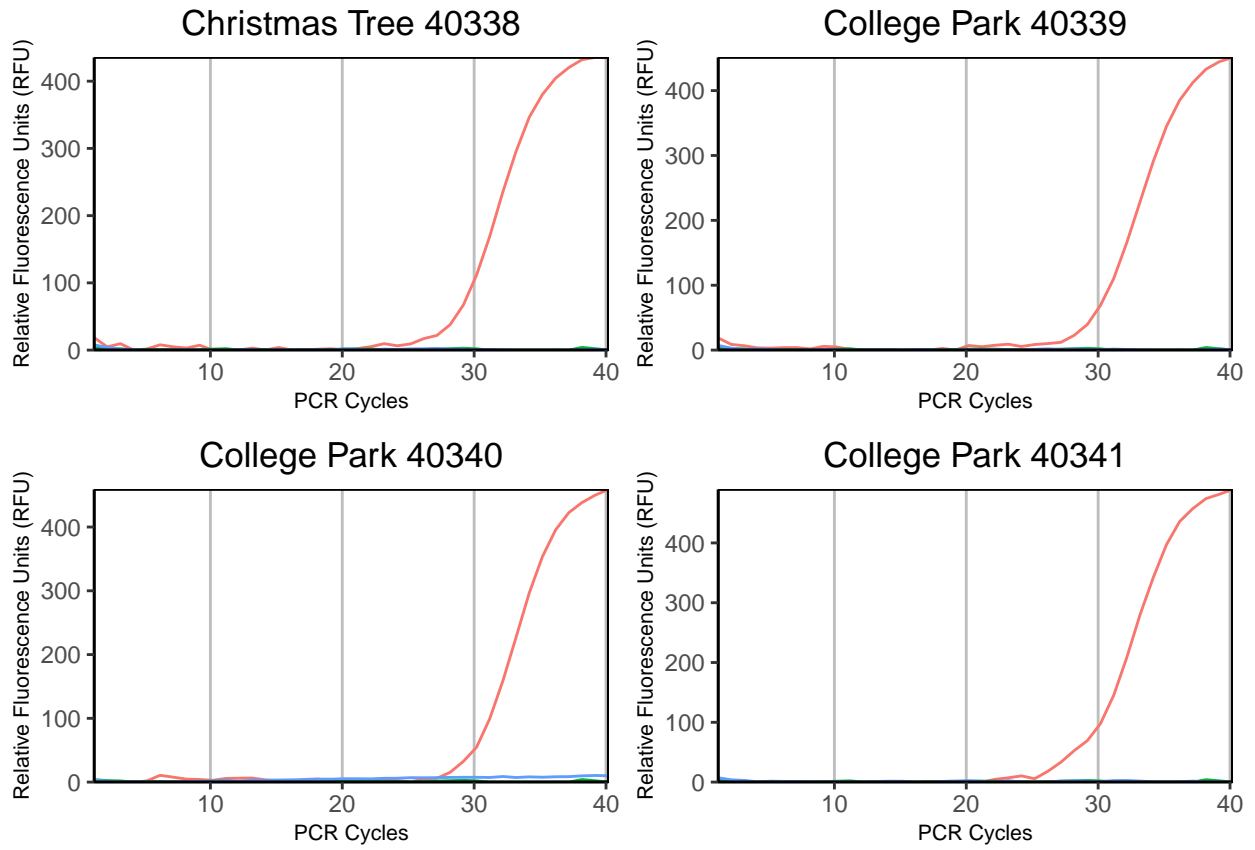 Christmas Tree 40338
Relative Fluorescence Units (RFU)
400
300
200
100
0
10 20 30 40
PCR Cycles
College Park 40339
Relative Fluorescence Units (RFU)
400
300
200
100
0
10 20 30 40
PCR Cycles
College Park 40340
Relative Fluorescence Units (RFU)
400
300
200
100
0
10 20 30 40
PCR Cycles
College Park 40341
Relative Fluorescence Units (RFU)
400
300
200
100
0
10 20 30 40
PCR Cycles